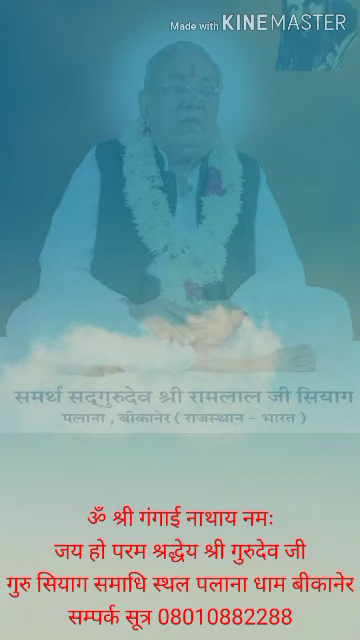 Made with KINEMASTER
समर्थ सद्गुरुदेव श्री रामलाल जी सियाग
पलाना , बीकानेर ( राजस्थान - भारत )
ॐ श्री गंगाई नाथाय नमः
जय हो परम श्रद्धेय श्री गुरुदेव जी
गुरु सियाग समाधि स्थल पलाना धाम बीकानेर
सम्पर्क सूत्र 08010882288